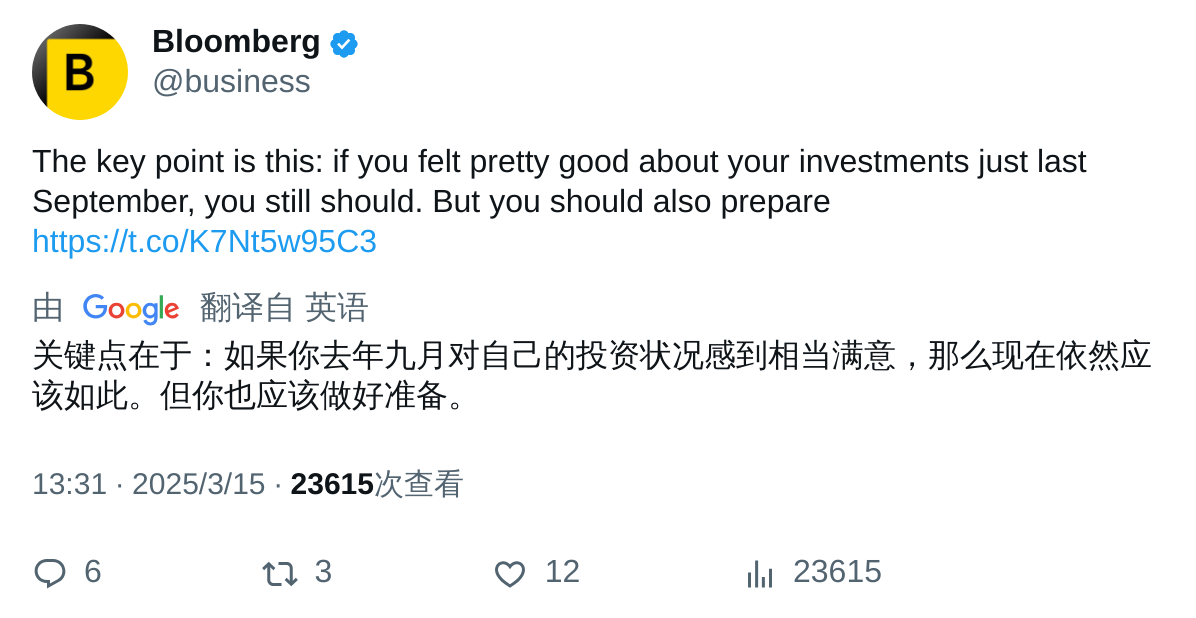 B
Bloomberg
@business
The key point is this: if you felt pretty good about your investments just last
September, you still should. But you should also prepare
https://t.co/K7Nt5w95C3
由 Google 翻译自 英语
关键点在于：如果你去年九月对自己的投资状况感到相当满意，那么现在依然应
该如此。但你也应该做好准备。
13:31 · 2025/3/15 · 23615次查看
6 3 12 23615